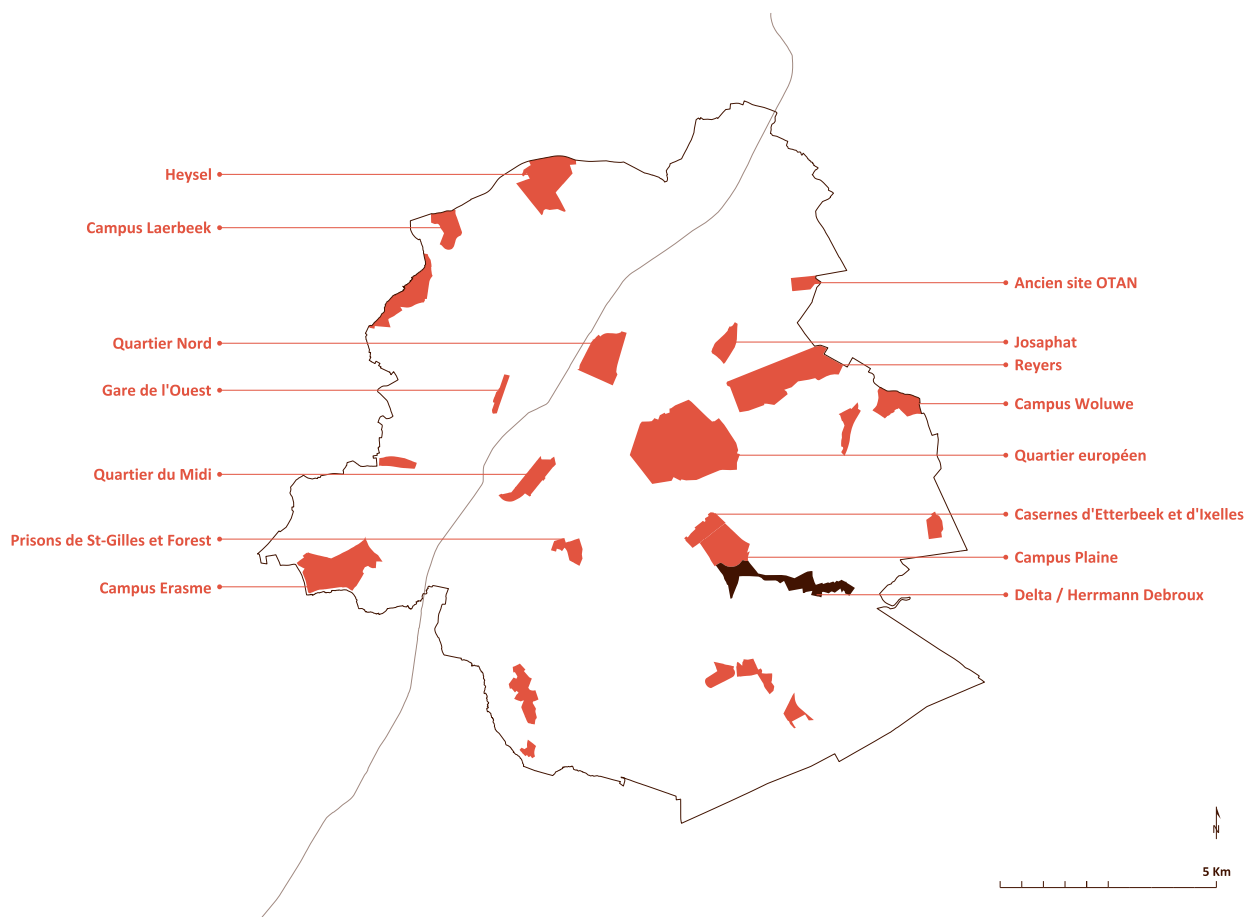 Heysel
Campus Laerbeek
Quartier Nord
Gare de l'Ouest
Quartier du Midi
Prisons de St-Gilles et Forest
Campus Erasme
Ancien site OTAN
Josaphat
Reyers
Campus Woluwe
Quartier européen
Casernes d'Etterbeek et d'Ixelles
Campus Plaine
Delta / Herrmann Debroux
N
5 Km